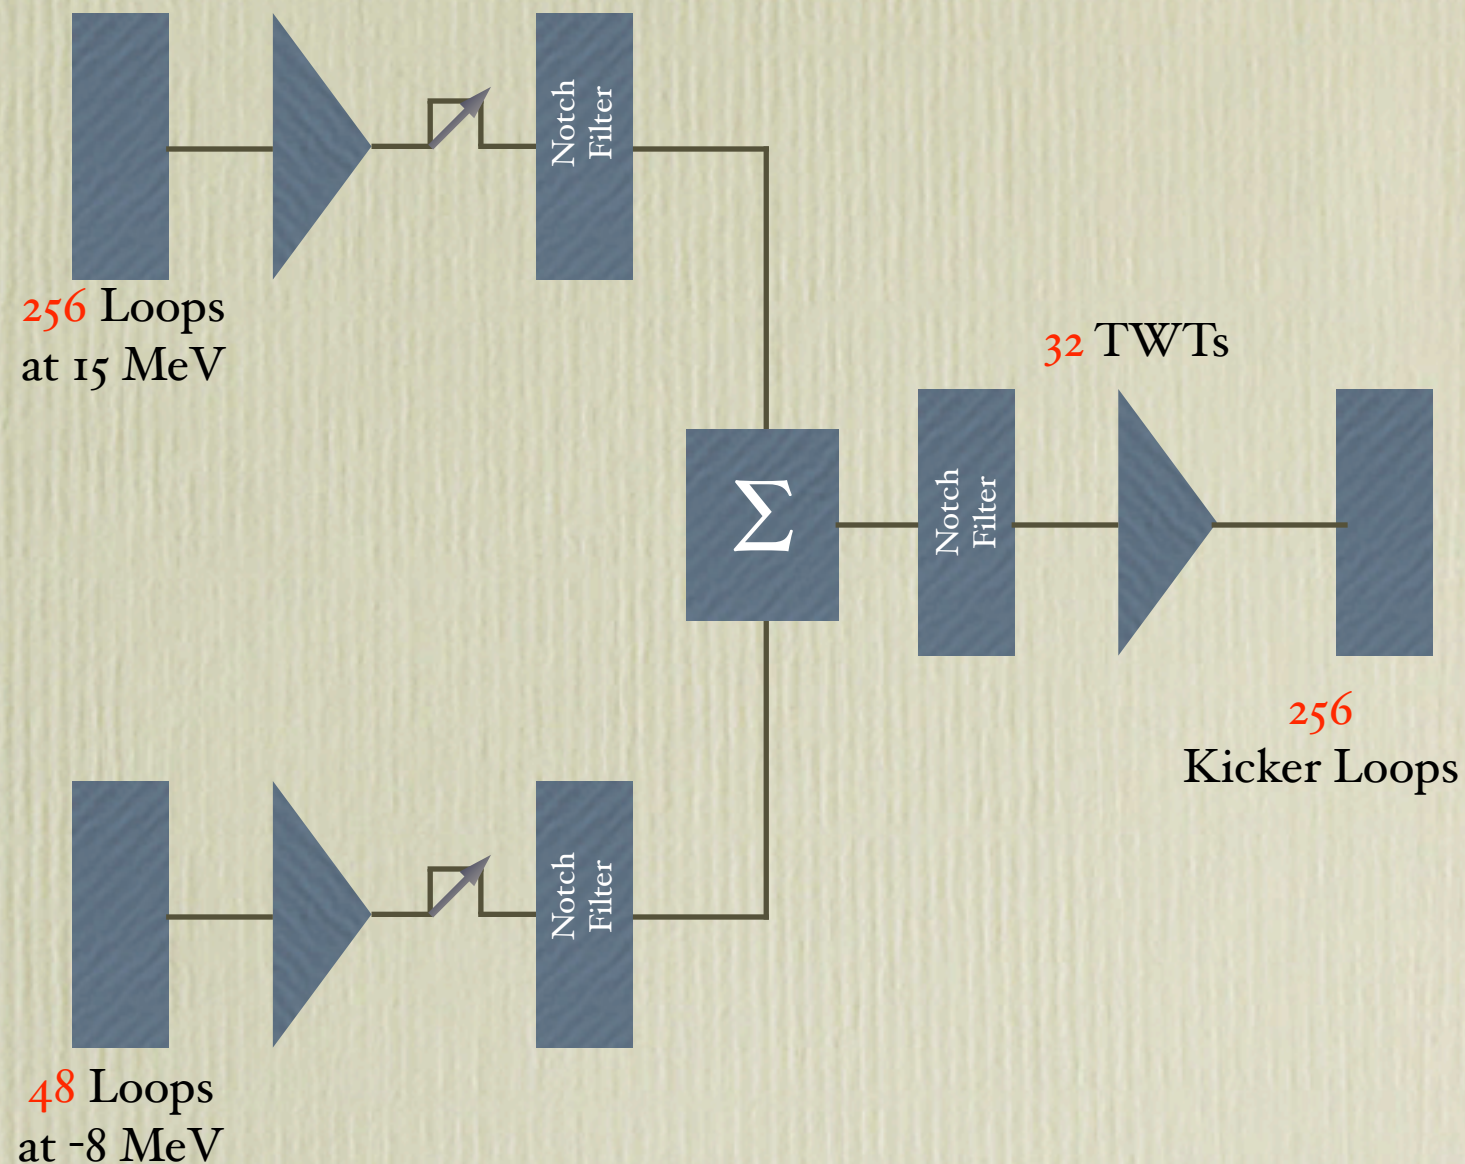 Notch
Filter
256 Loops
at 15 MeV
32 TWTs
Σ
Notch
Filter
256
Kicker Loops
Notch
Filter
48 Loops
at -8 MeV